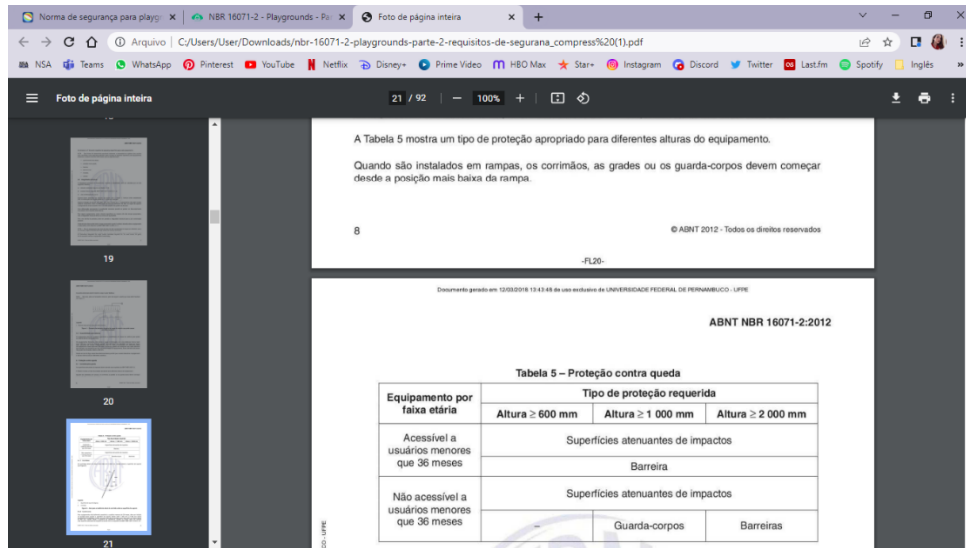 Norma de segurança para playgr
NBR 16071-2 - Playgrounds - Par
Foto de página inteira
Arquivo | C:/Users/User/Downloads/nbr-16071-2-playgrounds-parte-2-requisitos-de-segurana_compress%20(1).pdf
NSA Teams WhatsApp Pinterest YouTube Netflix Disney+ Prime Video HBO Max Star+ Instagram Discord Twitter Last.fm Spotify Inglês »
Foto de página inteira 21 / 92 | — 100% +
19
20
21
A Tabela 5 mostra um tipo de proteção apropriado para diferentes alturas do equipamento.
Quando são instalados em rampas, os corrimãos, as grades ou os guarda-corpos devem começar
desde a posição mais baixa da rampa.
8 © ABNT 2012 - Todos os direitos reservados
-FL20-
Documento gerado em 12/03/2018 13:43:48 de uso exclusivo de UNIVERSIDADE FEDERAL DE PERNAMBUCO - UFPE
ABNT NBR 16071-2:2012
Tabela 5 – Proteção contra queda
Equipamento por
faixa etária
Tipo de proteção requerida
Altura ≥ 600 mm Altura ≥ 1 000 mm Altura ≥ 2 000 mm
Acessível a
usuários menores
que 36 meses
Superfícies atenuantes de impactos
Barreira
Não acessível a
usuários menores
que 36 meses
Superfícies atenuantes de impactos
– Guarda-corpos Barreiras
CO - UFPE